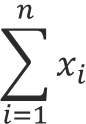 n
∑ xᵢ
i=1